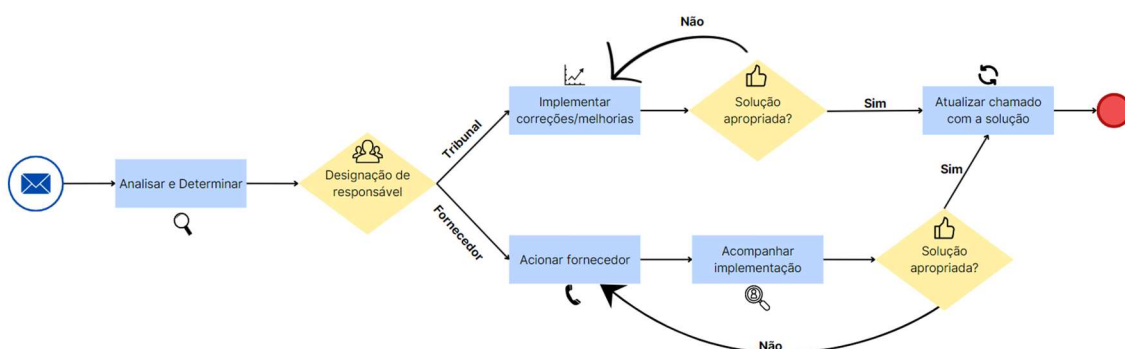 Não
Implementar
correções/melhorias
Solução
apropriada?
Sim
Atualizar chamado
com a solução
Tribunal
Analisar e Determinar
Designação de
responsável
Sim
Fornecedor
Acionar fornecedor
Acompanhar
implementação
Solução
apropriada?
Não